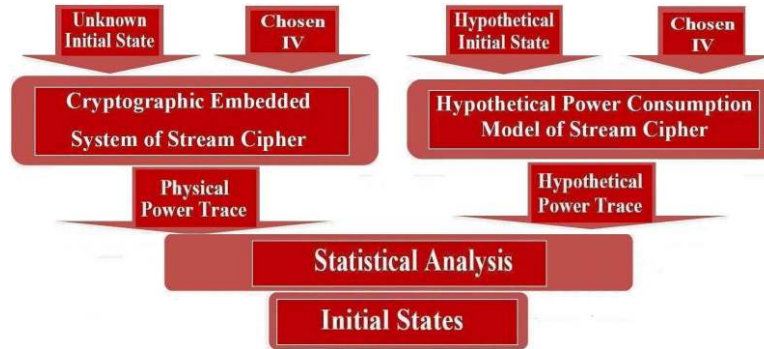 Unknown
Initial State
Chosen
IV
Hypothetical
Initial State
Chosen
IV
Cryptographic Embedded
System of Stream Cipher
Hypothetical Power Consumption
Model of Stream Cipher
Physical
Power Trace
Hypothetical
Power Trace
Statistical Analysis
Initial States